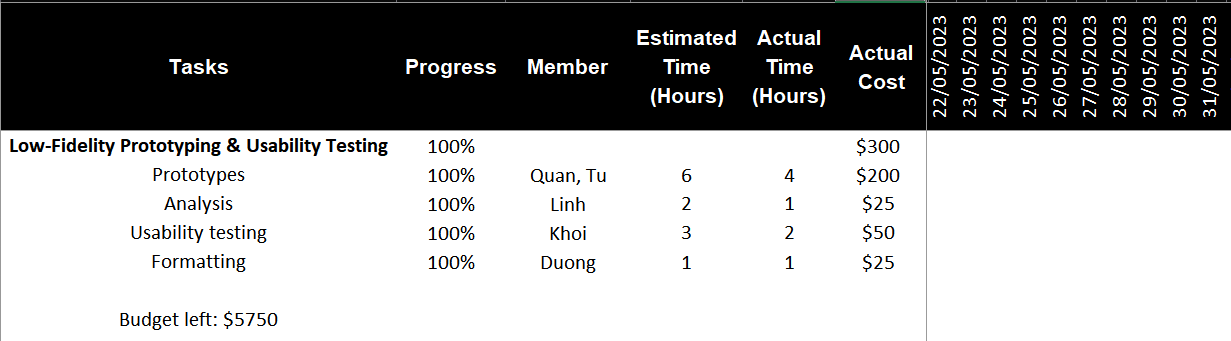 Tasks Progress Member Estimated Time (Hours) Actual Time (Hours) Actual Cost 22/05/2023 23/05/2023 24/05/2023 25/05/2023 26/05/2023 27/05/2023 28/05/2023 29/05/2023 30/05/2023 31/05/2023
Low-Fidelity Prototyping & Usability Testing 100% $300
Prototypes 100% Quan, Tu 6 4 $200
Analysis 100% Linh 2 1 $25
Usability testing 100% Khoi 3 2 $50
Formatting 100% Duong 1 1 $25
Budget left: $5750